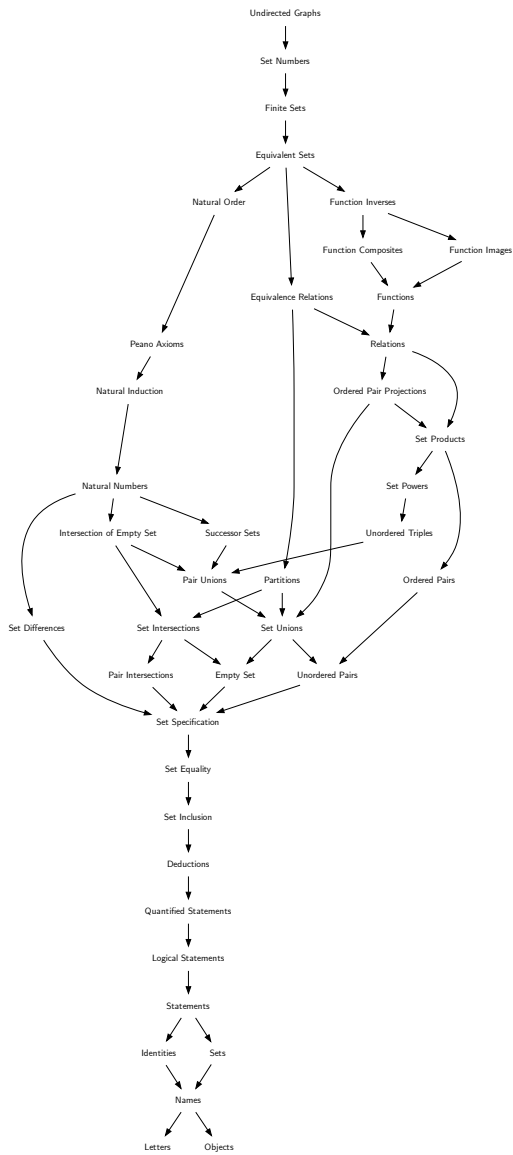 Undirected Graphs
Set Numbers
Finite Sets
Equivalent Sets
Natural Order
Function Inverses
Function Composites
Function Images
Equivalence Relations
Functions
Peano Axioms
Relations
Natural Induction
Ordered Pair Projections
Set Products
Natural Numbers
Set Powers
Intersection of Empty Set
Successor Sets
Unordered Triples
Pair Unions
Partitions
Ordered Pairs
Set Differences
Set Intersections
Set Unions
Pair Intersections
Empty Set
Unordered Pairs
Set Specification
Set Equality
Set Inclusion
Deductions
Quantified Statements
Logical Statements
Statements
Identities
Sets
Names
Letters
Objects